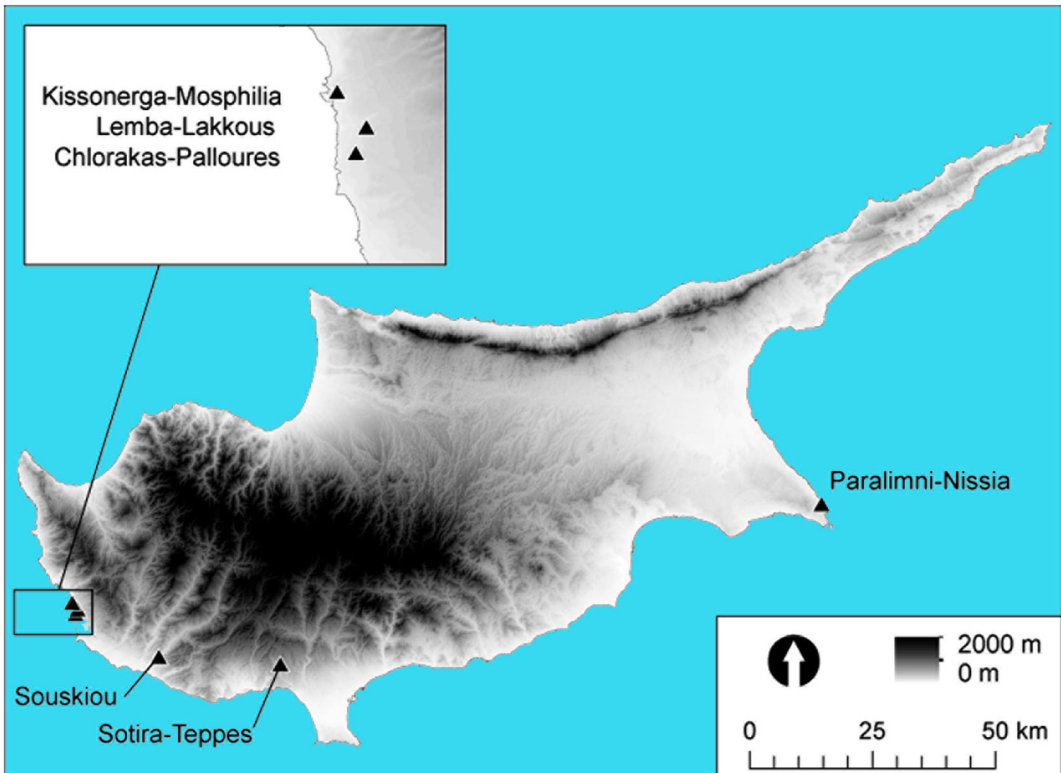 Kissonerga-Mosphilia
Lemba-Lakkous
Chlorakas-Palloures
Paralimni-Nissia
Souskiou
Sotira-Teppes
2000 m
0 m
0 25 50 km